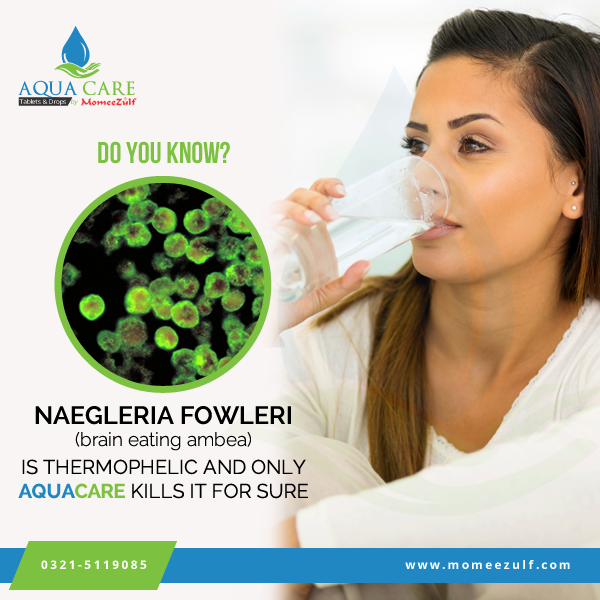 AQUA CARE
Tablets & Drops By MomeeZulf
DO YOU KNOW?
NAEGLERIA FOWLERI
(brain eating ambea)
IS THERMOPHELIC AND ONLY
AQUACARE KILLS IT FOR SURE
0321-5119085
www.momeezulf.com